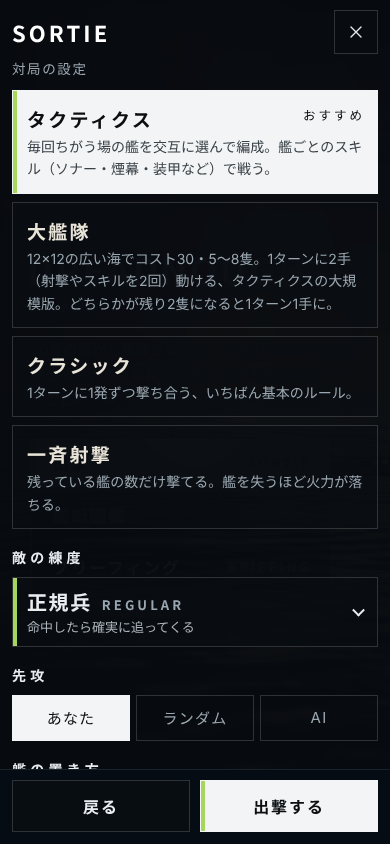 SORTIE
対局の設定
タクティクス
おすすめ
毎回ちがう場の艦を交互に選んで編成。艦ごとのスキ
ル（ソナー・煙幕・装甲など）で戦う。
大艦隊
12×12の広い海でコスト30・5〜8隻。1ターンに2手
（射撃やスキルを2回）動ける、タクティクスの大規
模版。どちらかが残り2隻になると1ターン1手に。
クラシック
1ターンに1発ずつ撃ち合う、いちばん基本のルール。
一斉射撃
残っている艦の数だけ撃てる。艦を失うほど火力が落
ちる。
敵の練度
正規兵 REGULAR
命中したら確実に追ってくる
先攻
あなた
ランダム
AI
艦の置き方
戻る
出撃する